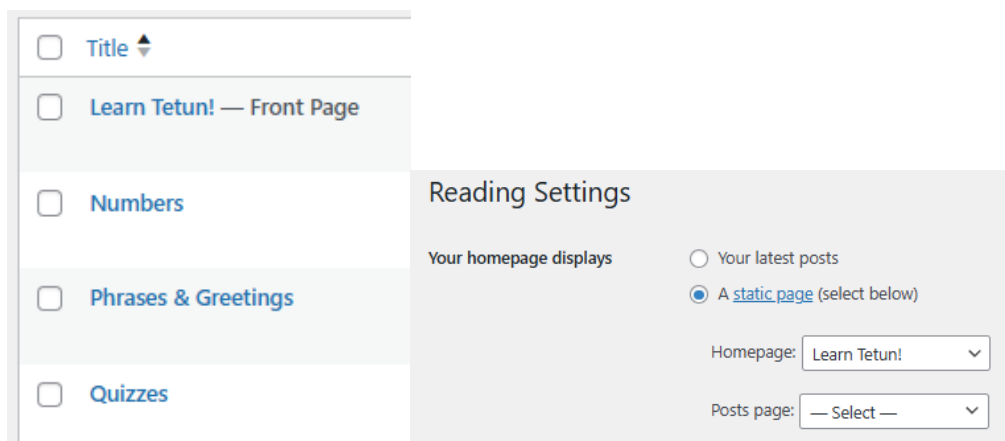 Title
Learn Tetun! — Front Page
Numbers
Phrases & Greetings
Quizzes
Reading Settings
Your homepage displays
Your latest posts
A static page (select below)
Homepage: Learn Tetun!
Posts page: — Select —